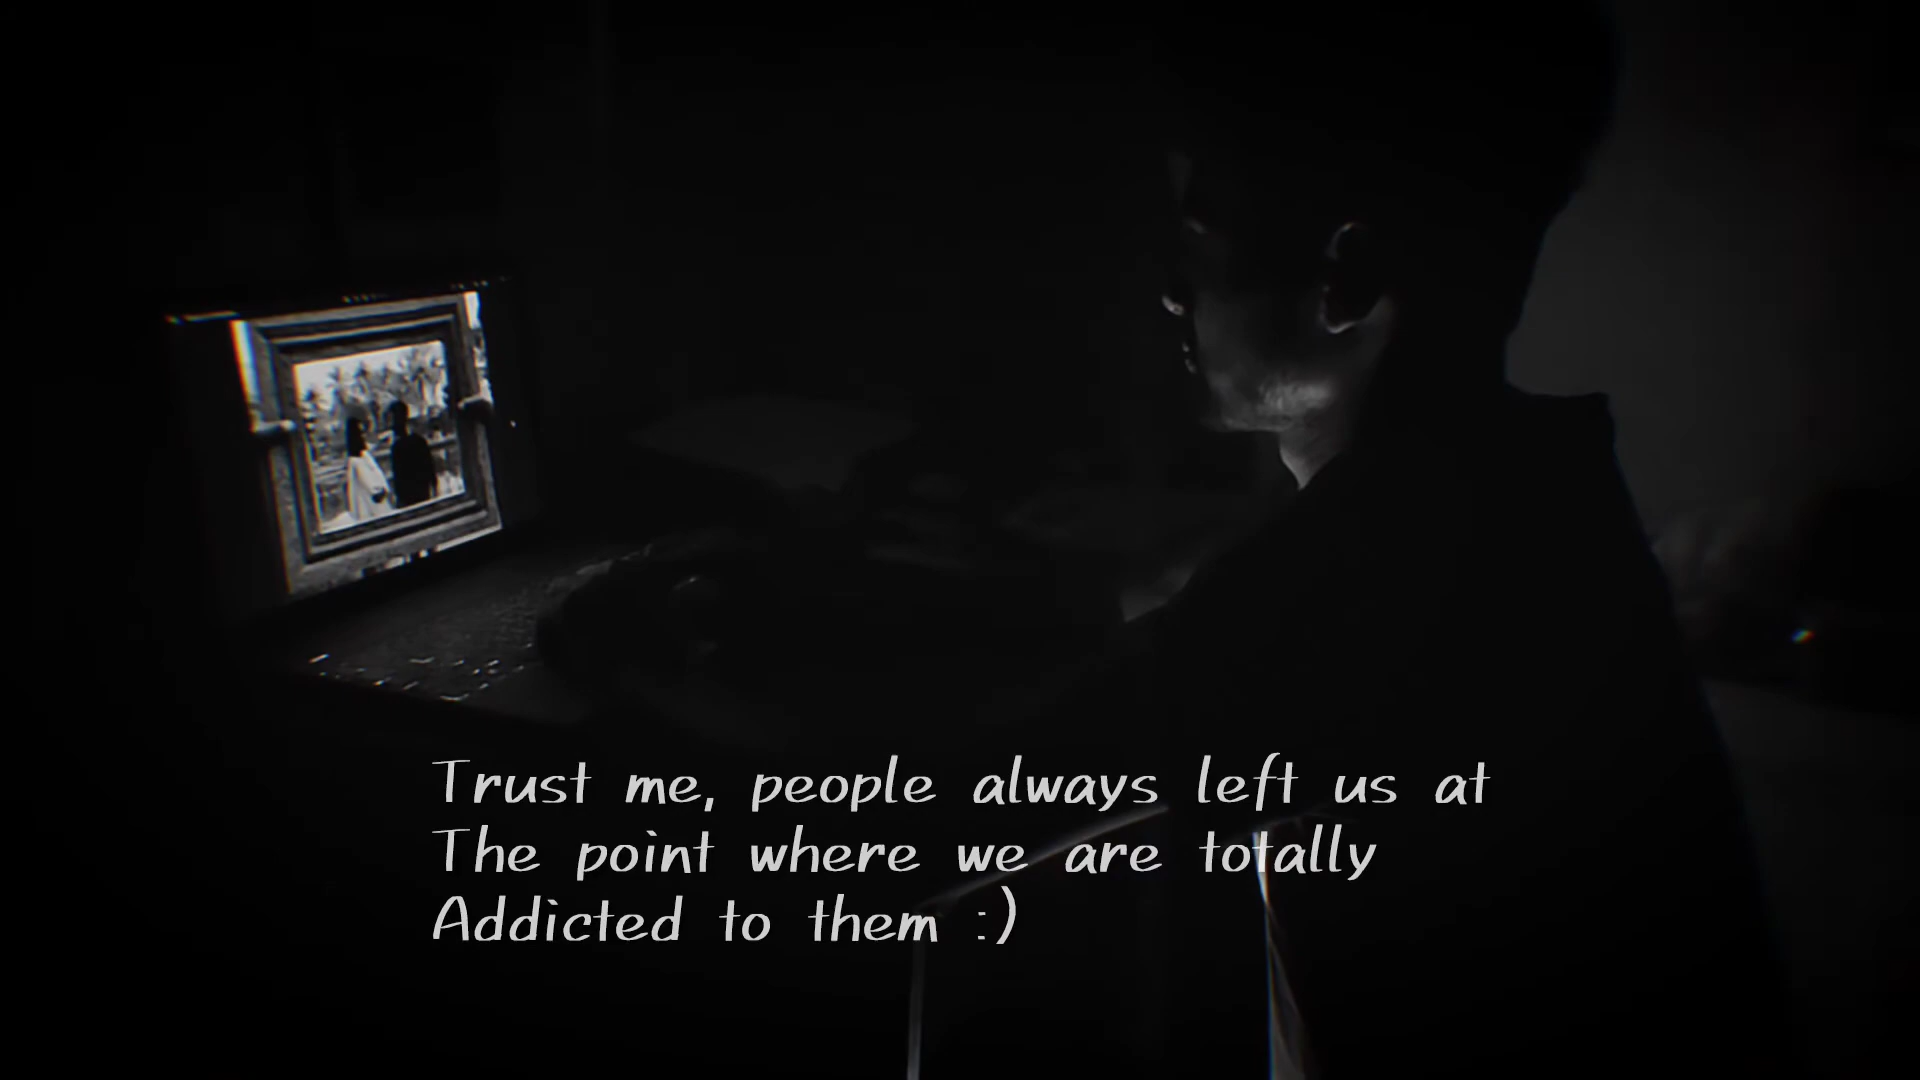 Trust me, people always left us at
The point where we are totally
Addicted to them :)